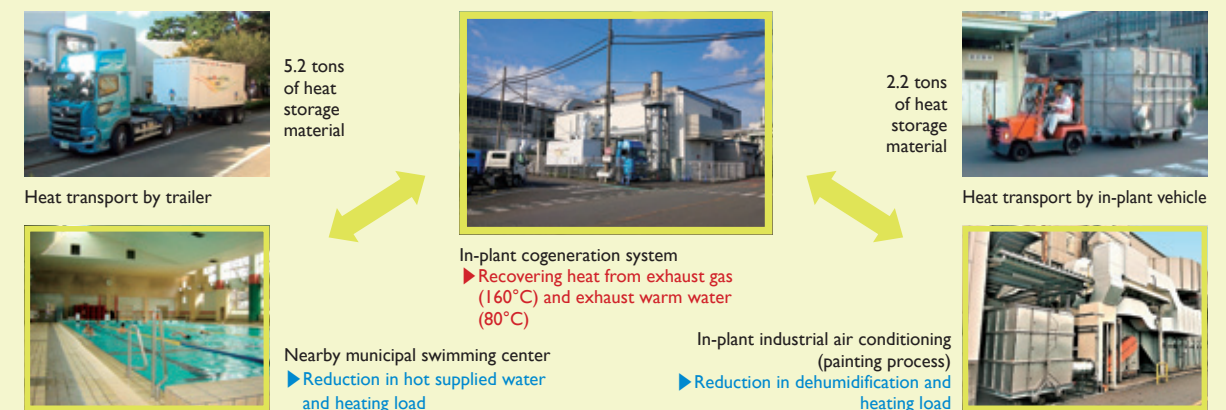 5.2 tons
of heat
storage
material
Heat transport by trailer
2.2 tons
of heat
storage
material
Heat transport by in-plant vehicle
In-plant cogeneration system
▶Recovering heat from exhaust gas
(160°C) and exhaust warm water
(80°C)
Nearby municipal swimming center
▶Reduction in hot supplied water
and heating load
In-plant industrial air conditioning
(painting process)
▶Reduction in dehumidification and
heating load